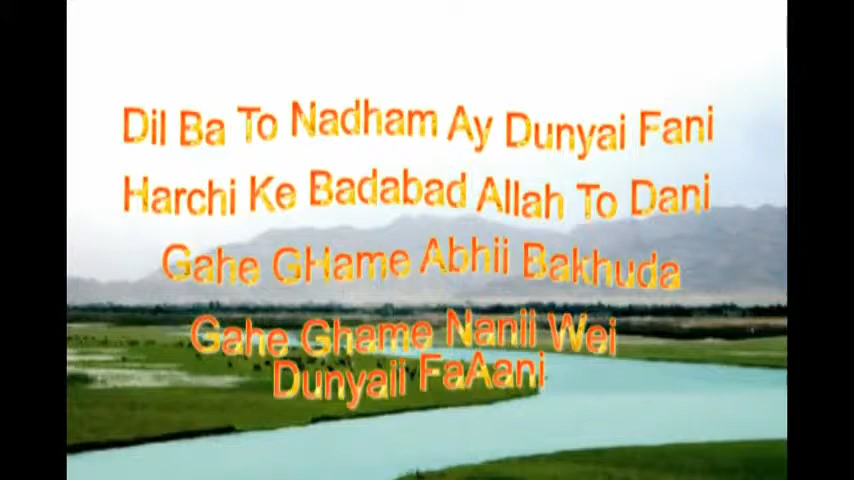 Dil Ba To Nadham Ay Dunyai Fani
Harchi Ke Badabad Allah To Dani
Gahe GHame Abhii Bakhuda
Gahe Ghame Nanii Wei
Dunyaii FaAani